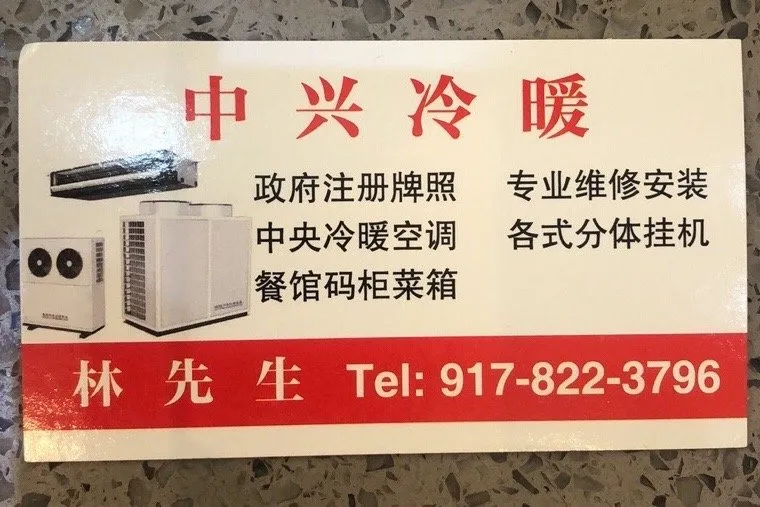 中兴冷暖
政府注册牌照 专业维修安装
中央冷暖空调 各式分体挂机
餐馆码柜菜箱
林先生 Tel: 917-822-3796